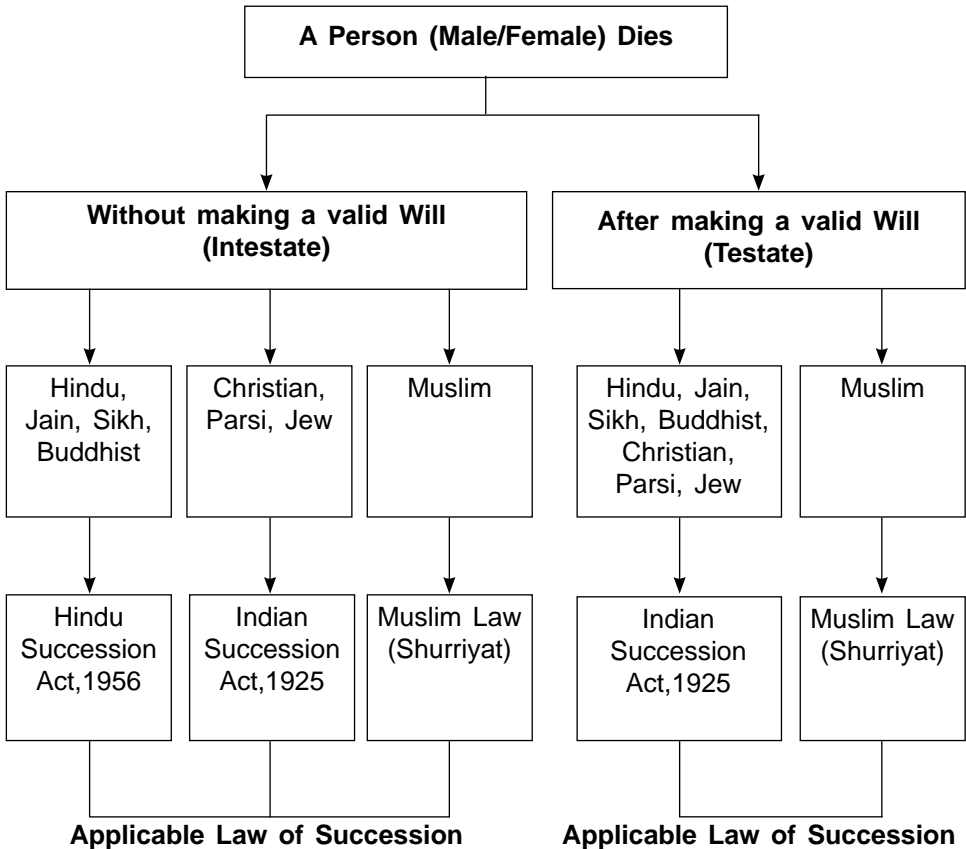 A Person (Male/Female) Dies
Without making a valid Will
(Intestate)
After making a valid Will
(Testate)
Hindu,
Jain, Sikh,
Buddhist
Christian,
Parsi, Jew
Muslim
Hindu, Jain,
Sikh, Buddhist,
Christian,
Parsi, Jew
Muslim
Hindu
Succession
Act,1956
Indian
Succession
Act,1925
Muslim Law
(Shurriyat)
Indian
Succession
Act,1925
Muslim Law
(Shurriyat)
Applicable Law of Succession
Applicable Law of Succession